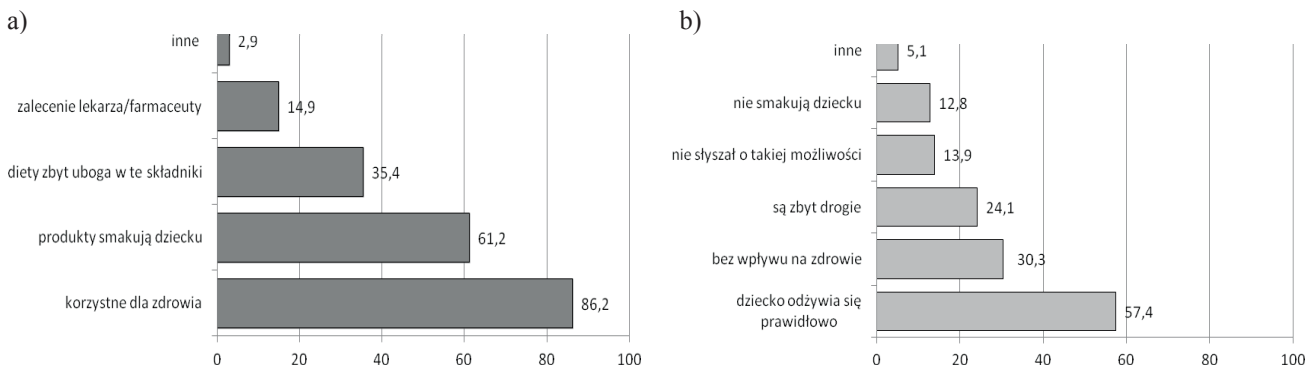 a)
inne
2,9
zalecenie lekarza/farmaceuty
14,9
diety zbyt uboga w te składniki
35,4
produkty smakują dziecku
61,2
korzystne dla zdrowia
86,2
0 20 40 60 80 100
b)
inne
5,1
nie smakują dziecku
12,8
nie słyszał o takiej możliwości
13,9
są zbyt drogie
24,1
bez wpływu na zdrowie
30,3
dziecko odżywia się
prawidłowo
57,4
0 20 40 60 80 100